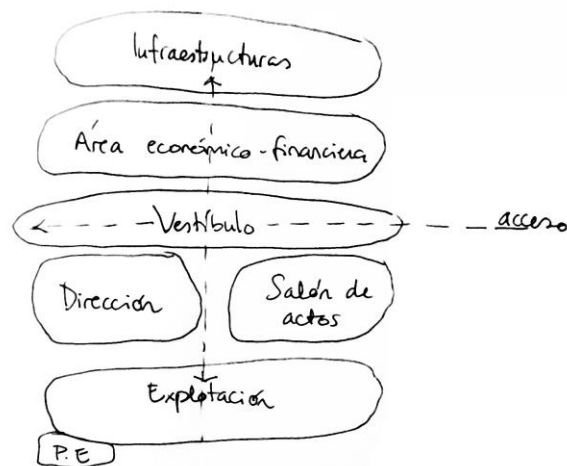 Infraestructuras
Área económico-financiera
Vestíbulo
acceso
Dirección
Salón de
actos
Explotación
P.E